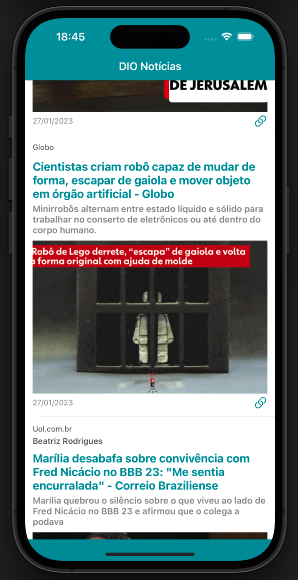 18:45
DIO Notícias
DE JERUSALÉM
27/01/2023
Globo
Cientistas criam robô capaz de mudar de
forma, escapar de gaiola e mover objeto
em órgão artificial - Globo
Minirrobôs alternam entre estado líquido e sólido para
trabalhar no conserto de eletrônicos ou até dentro do
corpo humano.
Robô de Lego derrete, “escapa” de gaiola e volta
a forma original com ajuda de molde
27/01/2023
Uol.com.br
Beatriz Rodrigues
Marília desabafa sobre convivência com
Fred Nicácio no BBB 23: "Me sentia
encurralada" - Correio Braziliense
Marília quebrou o silêncio sobre o que viveu ao lado de
Fred Nicácio no BBB 23 e afirmou que o colega a
podava